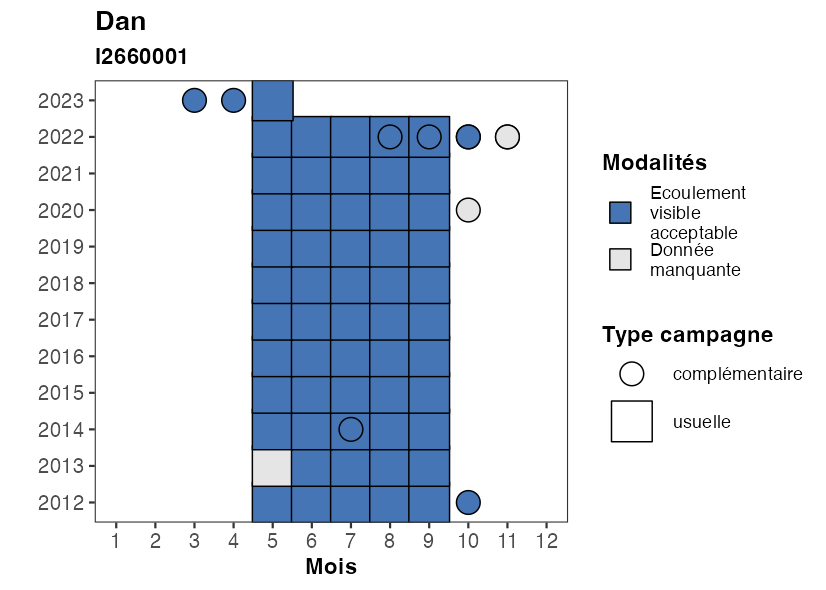 Dan
I2660001
2023
2022
2021
2020
2019
2018
2017
2016
2015
2014
2013
2012
1 2 3 4 5 6 7 8 9 10 11 12
Mois
Modalités
Ecoulement
visible
acceptable
Donnée
manquante
Type campagne
complémentaire
usuelle